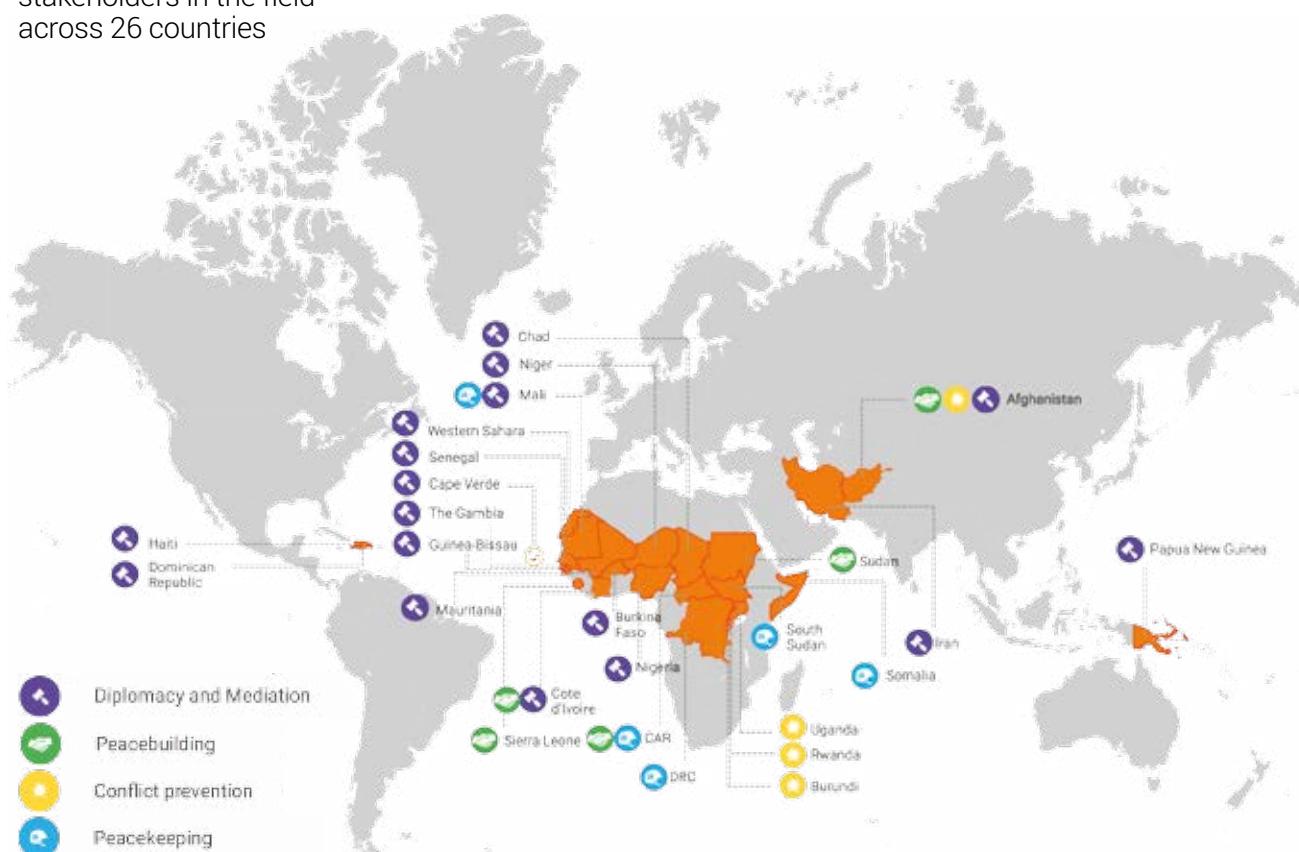 stakeholders in the field
across 26 countries
Chad
Niger
Mali
Western Sahara
Senegal
Cape Verde
The Gambia
Guinea-Bissau
Mauritania
Haiti
Dominican
Republic
Afghanistan
Sudan
Papua New Guinea
Burkina
Faso
South
Sudan
Iran
Nigeria
Somalia
Cote
d'Ivoire
Sierra Leone
CAR
DRC
Uganda
Rwanda
Burundi
Diplomacy and Mediation
Peacebuilding
Conflict prevention
Peacekeeping